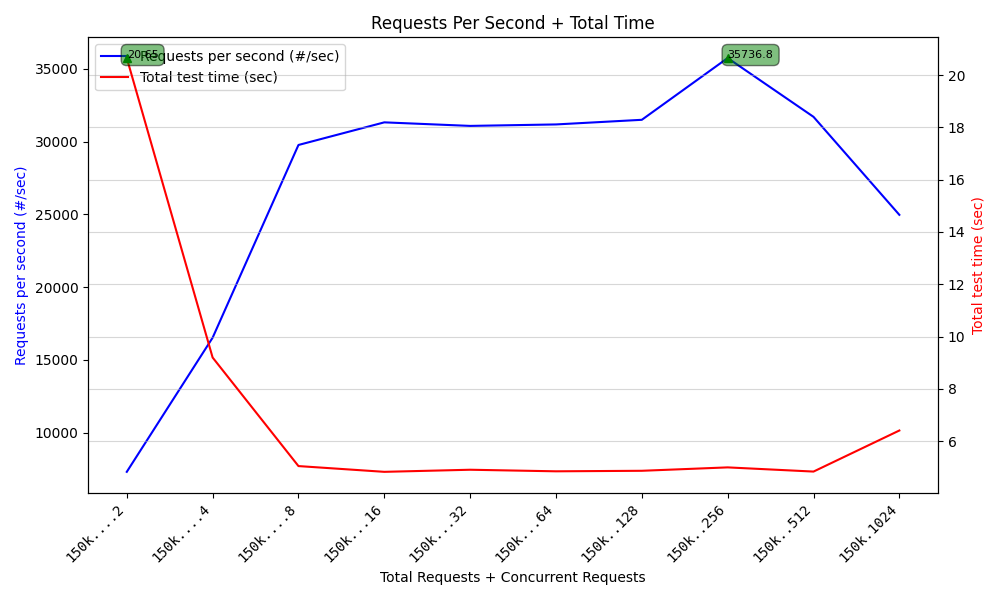 Requests Per Second + Total Time
20.65
35736.8
Requests per second (#/sec)
Total test time (sec)
35000
30000
25000
20000
15000
10000
Requests per second (#/sec)
20
18
16
14
12
10
8
6
Total test time (sec)
150k....2
150k....4
150k....8
150k...16
150k...32
150k...64
150k..128
150k..256
150k..512
150k.1024
Total Requests + Concurrent Requests